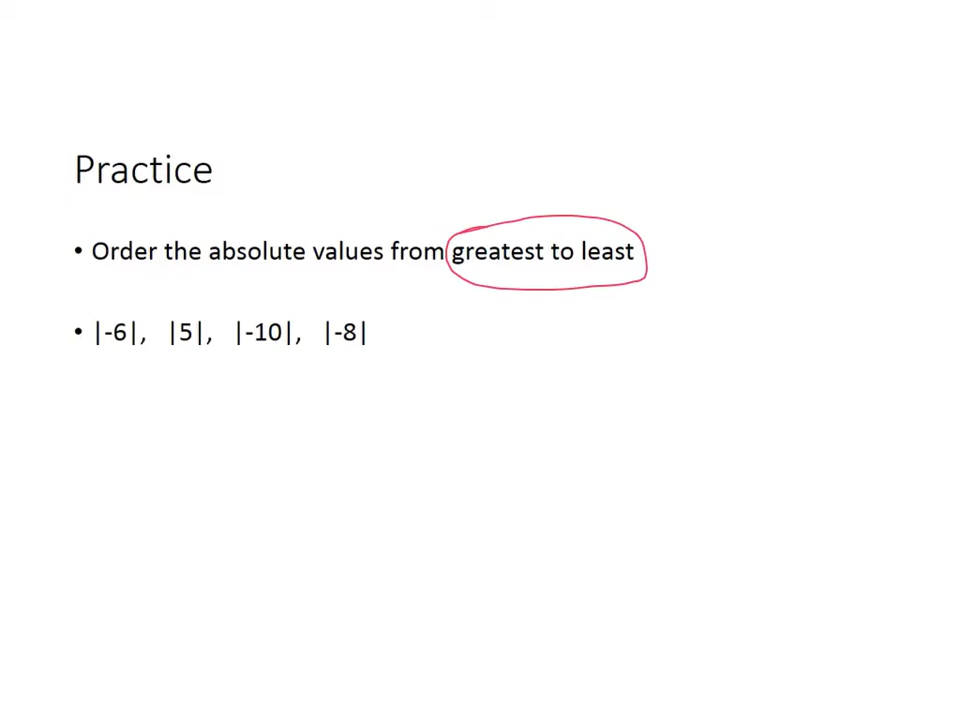 Practice
• Order the absolute values from greatest to least
• |-6|, |5|, |-10|, |-8|